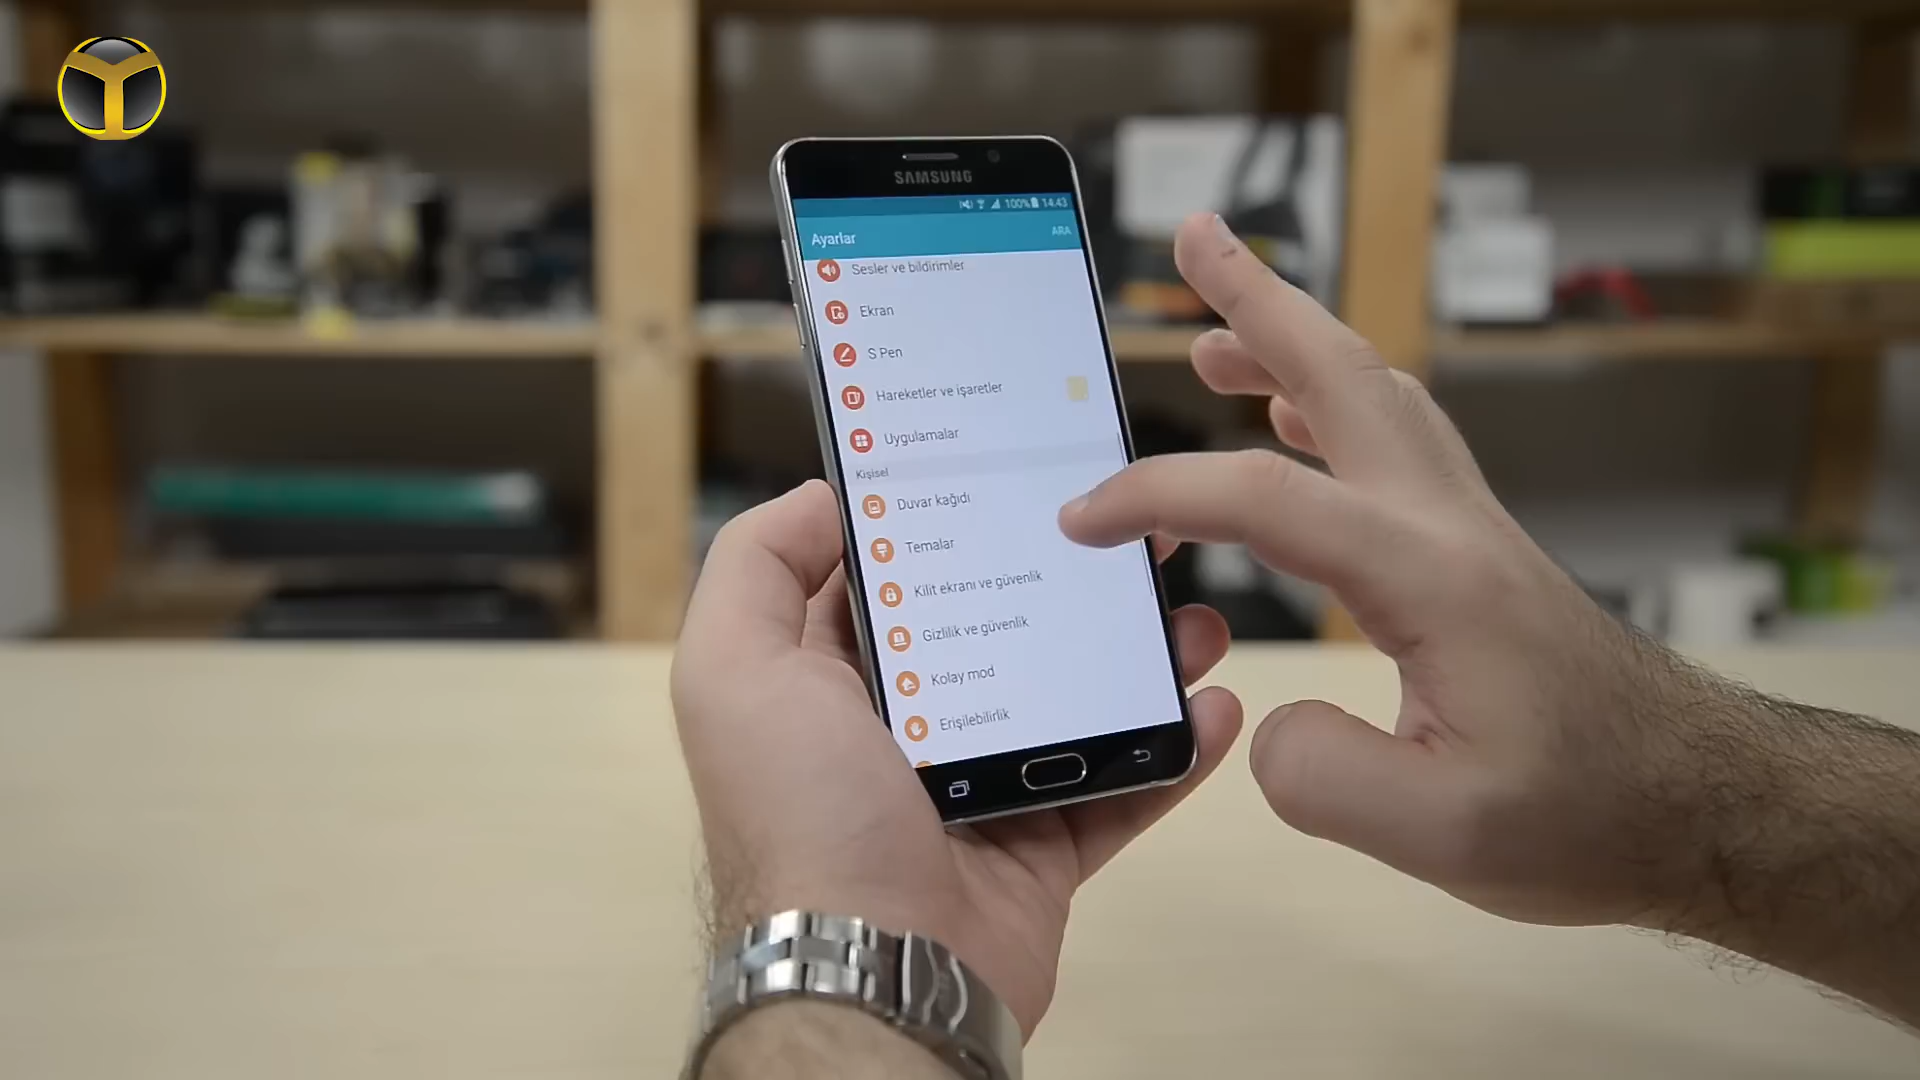 SAMSUNG
100% 14:43
Ayarlar ARA
Sesler ve bildirimler
Ekran
S Pen
Hareketler ve işaretler
Uygulamalar
Kişisel
Duvar kağıdı
Temalar
Kilit ekranı ve güvenlik
Gizlilik ve güvenlik
Kolay mod
Erişilebilirlik